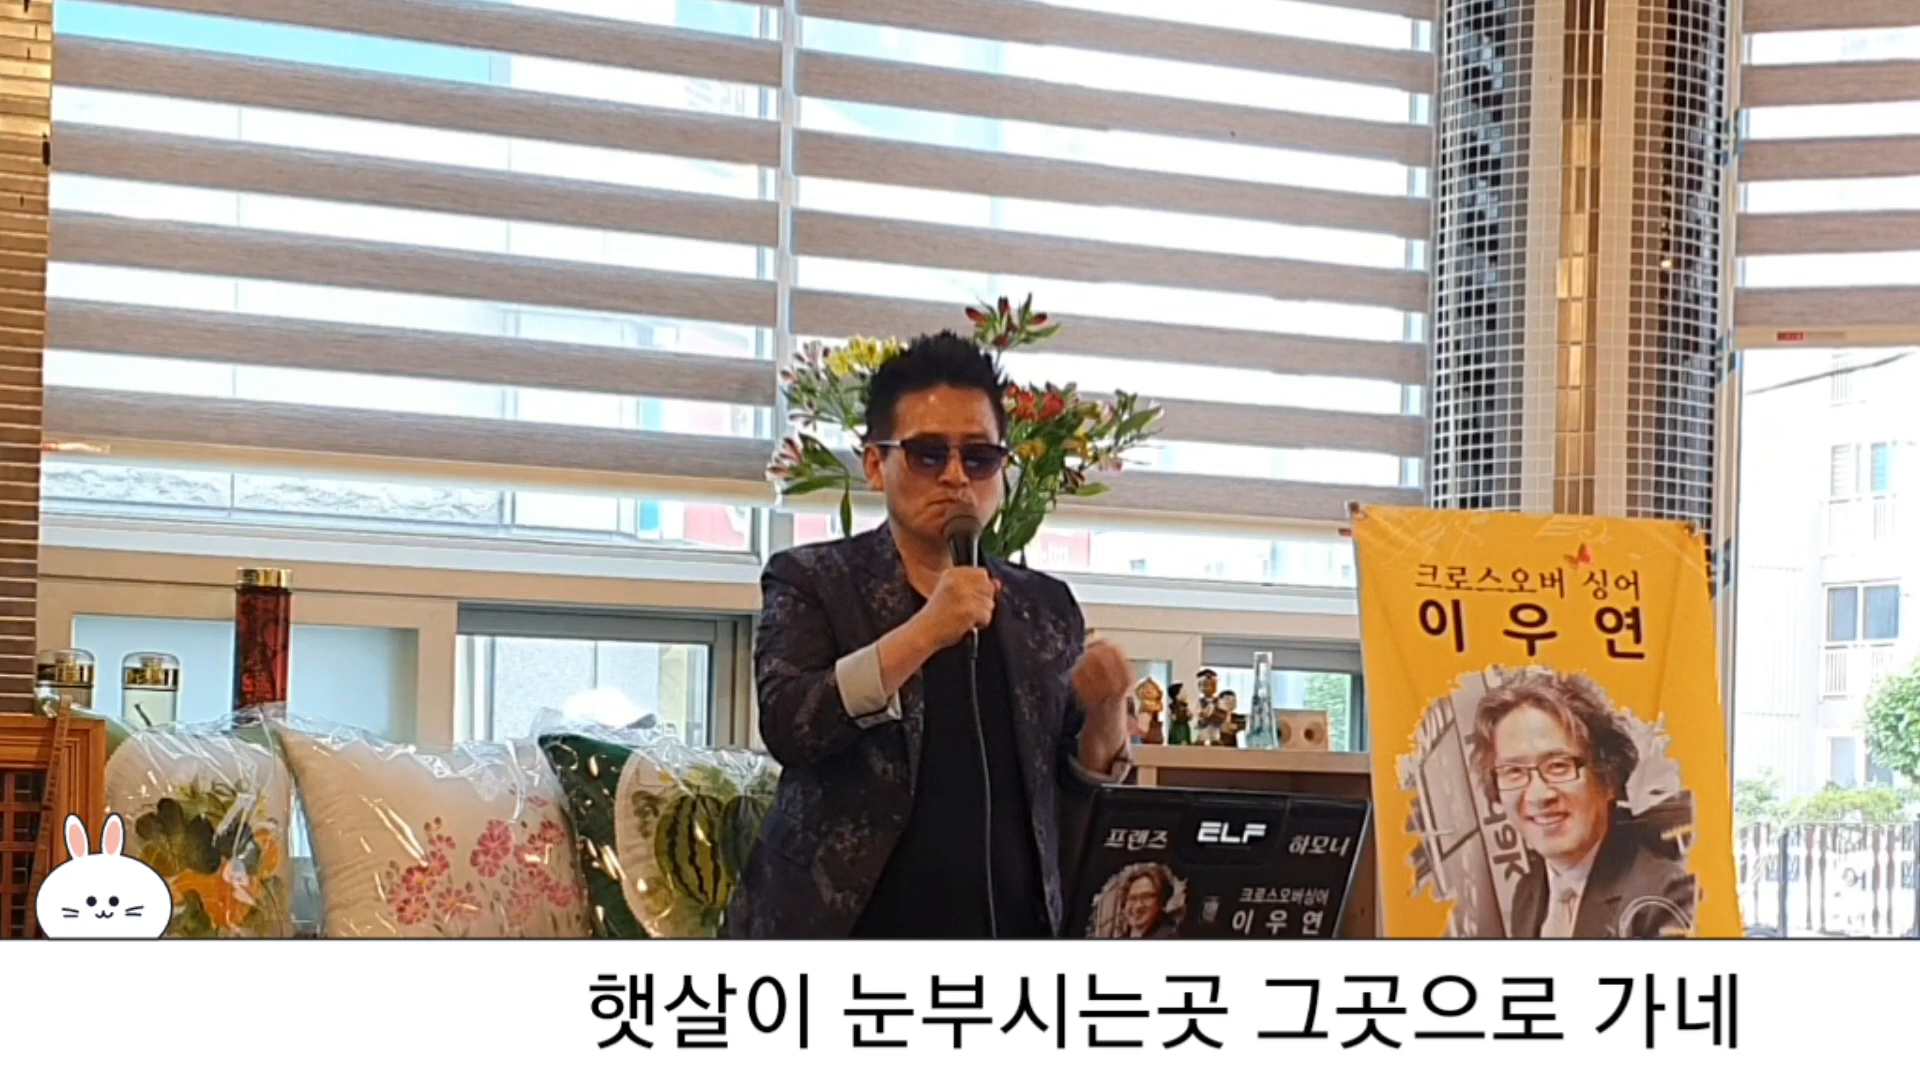 크로스오버 싱어
이 우 연
프렌즈 ELF 하모니
크로스오버싱어
이 우 연
햇살이 눈부시는곳 그곳으로 가네